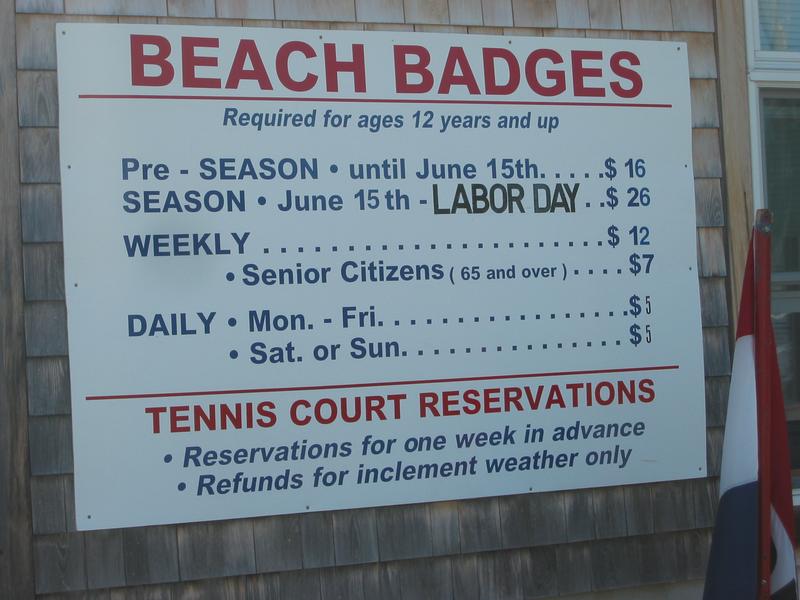 BEACH BADGES
Required for ages 12 years and up
Pre - SEASON • until June 15th. . . . .$ 16
SEASON • June 15 th - LABOR DAY . .$ 26
WEEKLY . . . . . . . . . . . . . . . . . . . . . . . . $ 12
• Senior Citizens ( 65 and over ) . . . . $7
DAILY • Mon. - Fri. . . . . . . . . . . . . . . . . .$ 5
• Sat. or Sun. . . . . . . . . . . . . . . . $ 5
TENNIS COURT RESERVATIONS
• Reservations for one week in advance
• Refunds for inclement weather only